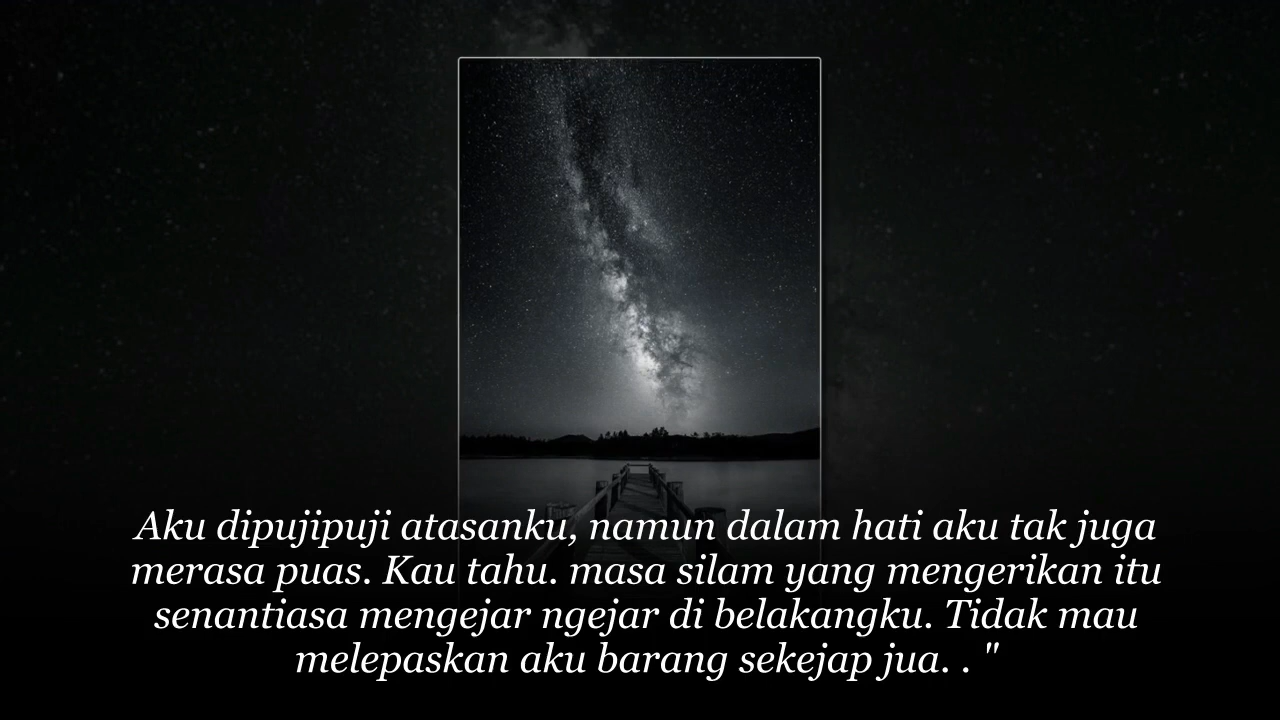 Aku dipujipuji atasanku, namun dalam hati aku tak juga
merasa puas. Kau tahu. masa silam yang mengerikan itu
senantiasa mengejar ngejar di belakangku. Tidak mau
melepaskan aku barang sekejap jua. . "